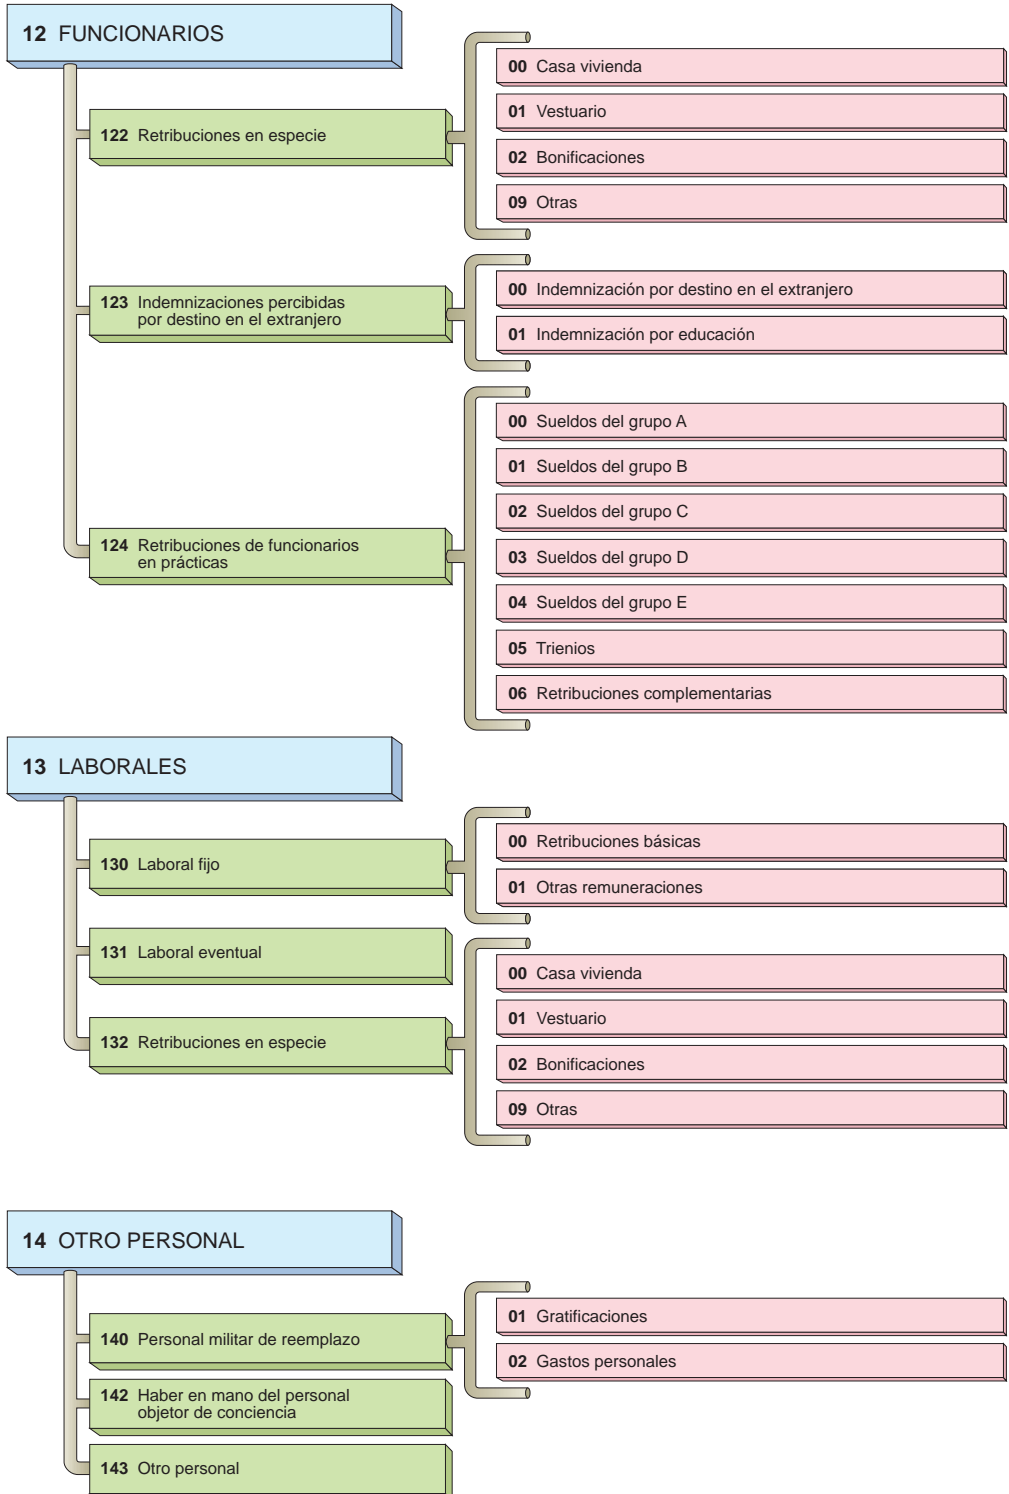 12 FUNCIONARIOS
122 Retribuciones en especie
00 Casa vivienda
01 Vestuario
02 Bonificaciones
09 Otras
123 Indemnizaciones percibidas
por destino en el extranjero
00 Indemnización por destino en el extranjero
01 Indemnización por educación
124 Retribuciones de funcionarios
en prácticas
00 Sueldos del grupo A
01 Sueldos del grupo B
02 Sueldos del grupo C
03 Sueldos del grupo D
04 Sueldos del grupo E
05 Trienios
06 Retribuciones complementarias
13 LABORALES
130 Laboral fijo
00 Retribuciones básicas
01 Otras remuneraciones
131 Laboral eventual
132 Retribuciones en especie
00 Casa vivienda
01 Vestuario
02 Bonificaciones
09 Otras
14 OTRO PERSONAL
140 Personal militar de reemplazo
01 Gratificaciones
02 Gastos personales
142 Haber en mano del personal
objetor de conciencia
143 Otro personal